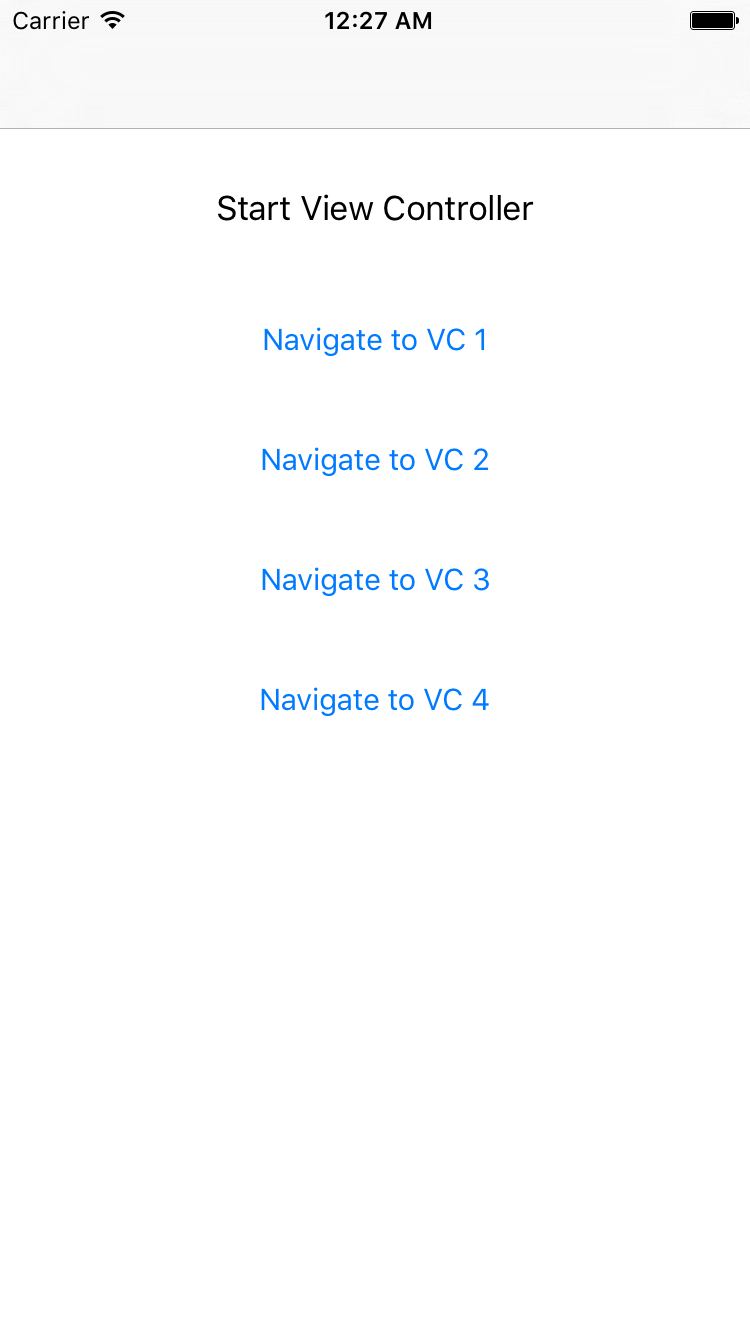 Carrier 12:27 AM
Start View Controller
Navigate to VC 1
Navigate to VC 2
Navigate to VC 3
Navigate to VC 4